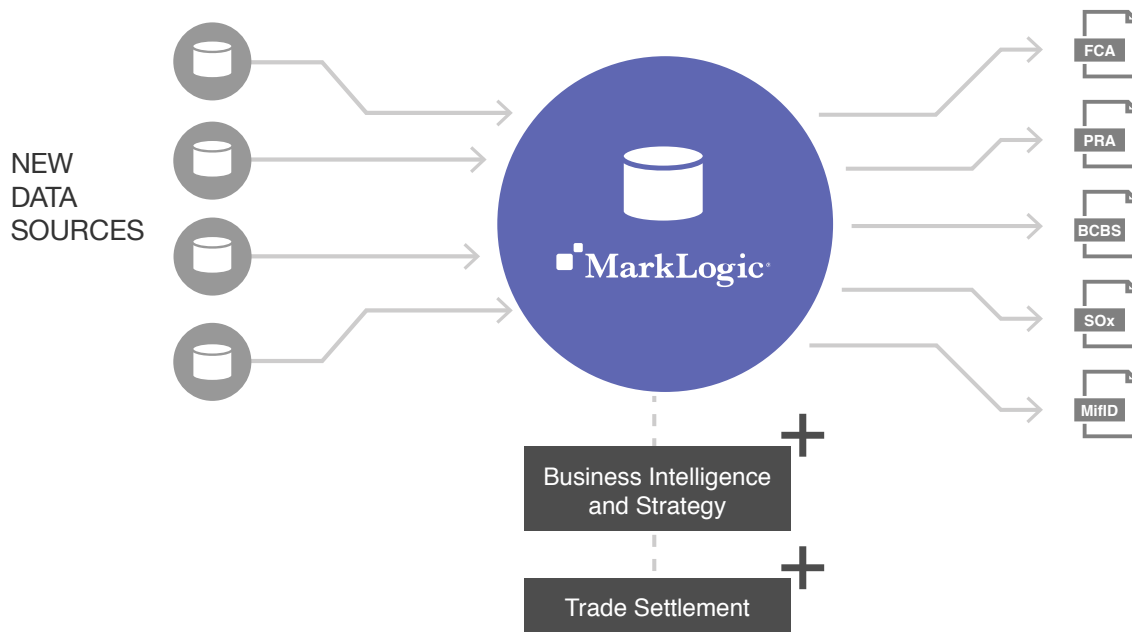 NEW
DATA
SOURCES
MarkLogic®
FCA
PRA
BCBS
SOx
MifID
Business Intelligence
and Strategy
Trade Settlement